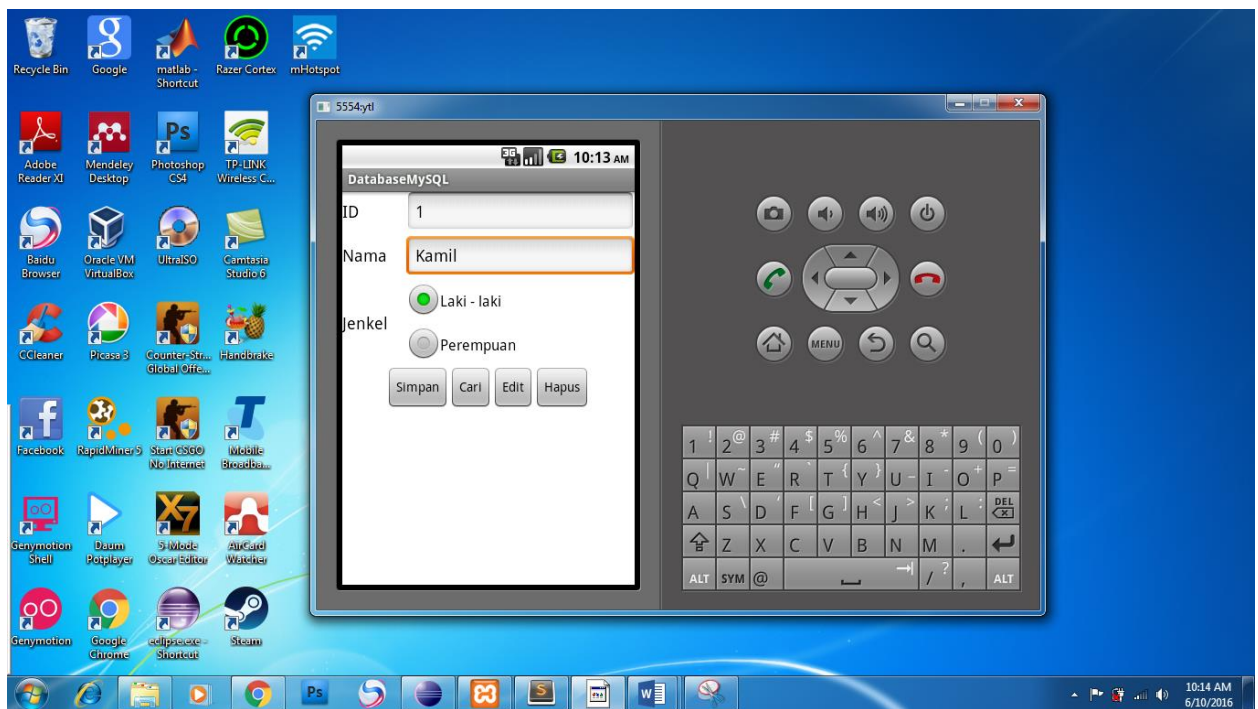 Recycle Bin
Google
matlab -
Shortcut
Razer Cortex
mHotspot
Adobe
Reader XI
Mendeley
Desktop
Ps
Photoshop
CS4
TP-LINK
Wireless C...
Baidu
Browser
Oracle VM
VirtualBox
UltraISO
Camtasia
Studio 6
CCleaner
Picasa 3
Counter-Str...
Global Offe...
Handbrake
Facebook
RapidMiner 5
Start CSGO
No Internet
Mobile
Broadba...
Genymotion
Shell
Daum
Potplayer
X7
5-Mode
Oscar Editor
AirCard
Watcher
Genymotion
Google
Chrome
eclipse.exe -
Shortcut
Steam
5554:ytl
3G
10:13 AM
DatabaseMySQL
ID
1
Nama
Kamil
Jenkel
Laki - laki
Perempuan
Simpan Cari Edit Hapus
MENU
1 ! 2 @ 3 # 4 $ 5 % 6 ^ 7 & 8 * 9 ( 0 )
Q | W ~ E " R ` T { Y } U - I - O + P =
A S \ D ' F [ G ] H < J > K ; L : DEL
Z X C V B N M .
ALT SYM @ / ? , ALT
Ps
S
W
10:14 AM
6/10/2016